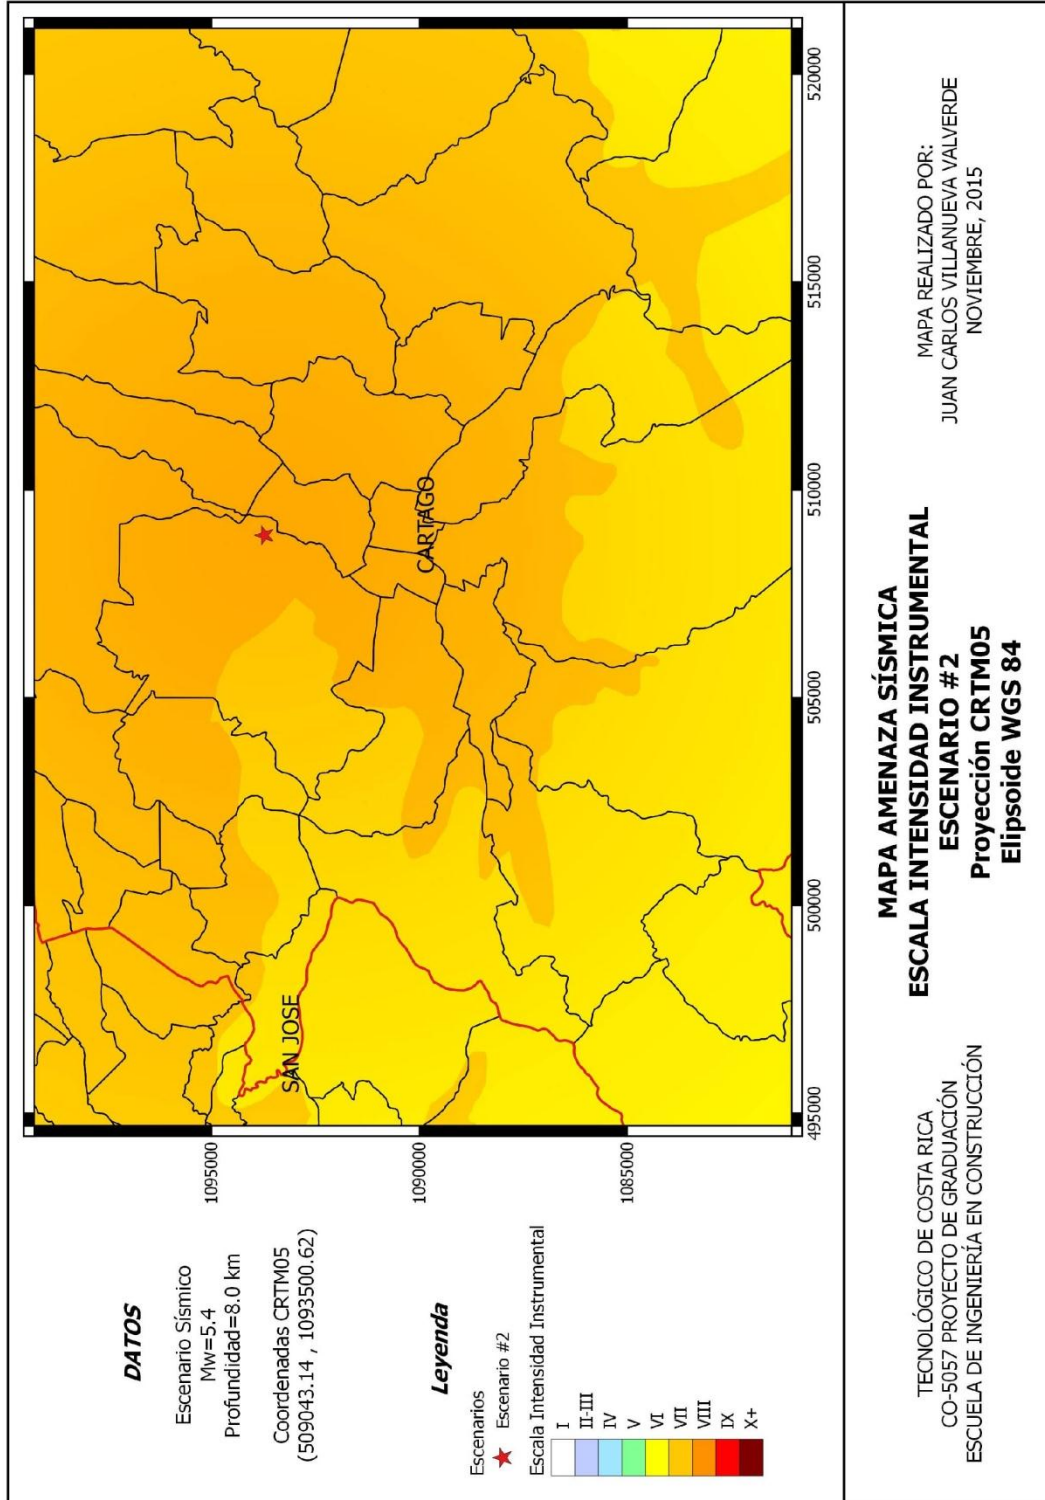 DATOS
Escenario Sísmico
Mw=5.4
Profundidad=8.0 km
Coordenadas CRTM05
(509043.14 , 1093500.62)
Leyenda
Escenarios
Escenario #2
Escala Intensidad Instrumental
I
II-III
IV
V
VI
VII
VIII
IX
X+
1095000
1090000
1085000
SAN JOSE
CARTAGO
495000
500000
505000
510000
515000
520000
TECNOLÓGICO DE COSTA RICA
CO-5057 PROYECTO DE GRADUACIÓN
ESCUELA DE INGENIERÍA EN CONSTRUCCIÓN
MAPA AMENAZA SÍSMICA
ESCALA INTENSIDAD INSTRUMENTAL
ESCENARIO #2
Proyección CRTM05
Elipsoide WGS 84
MAPA REALIZADO POR:
JUAN CARLOS VILLANUEVA VALVERDE
NOVIEMBRE, 2015